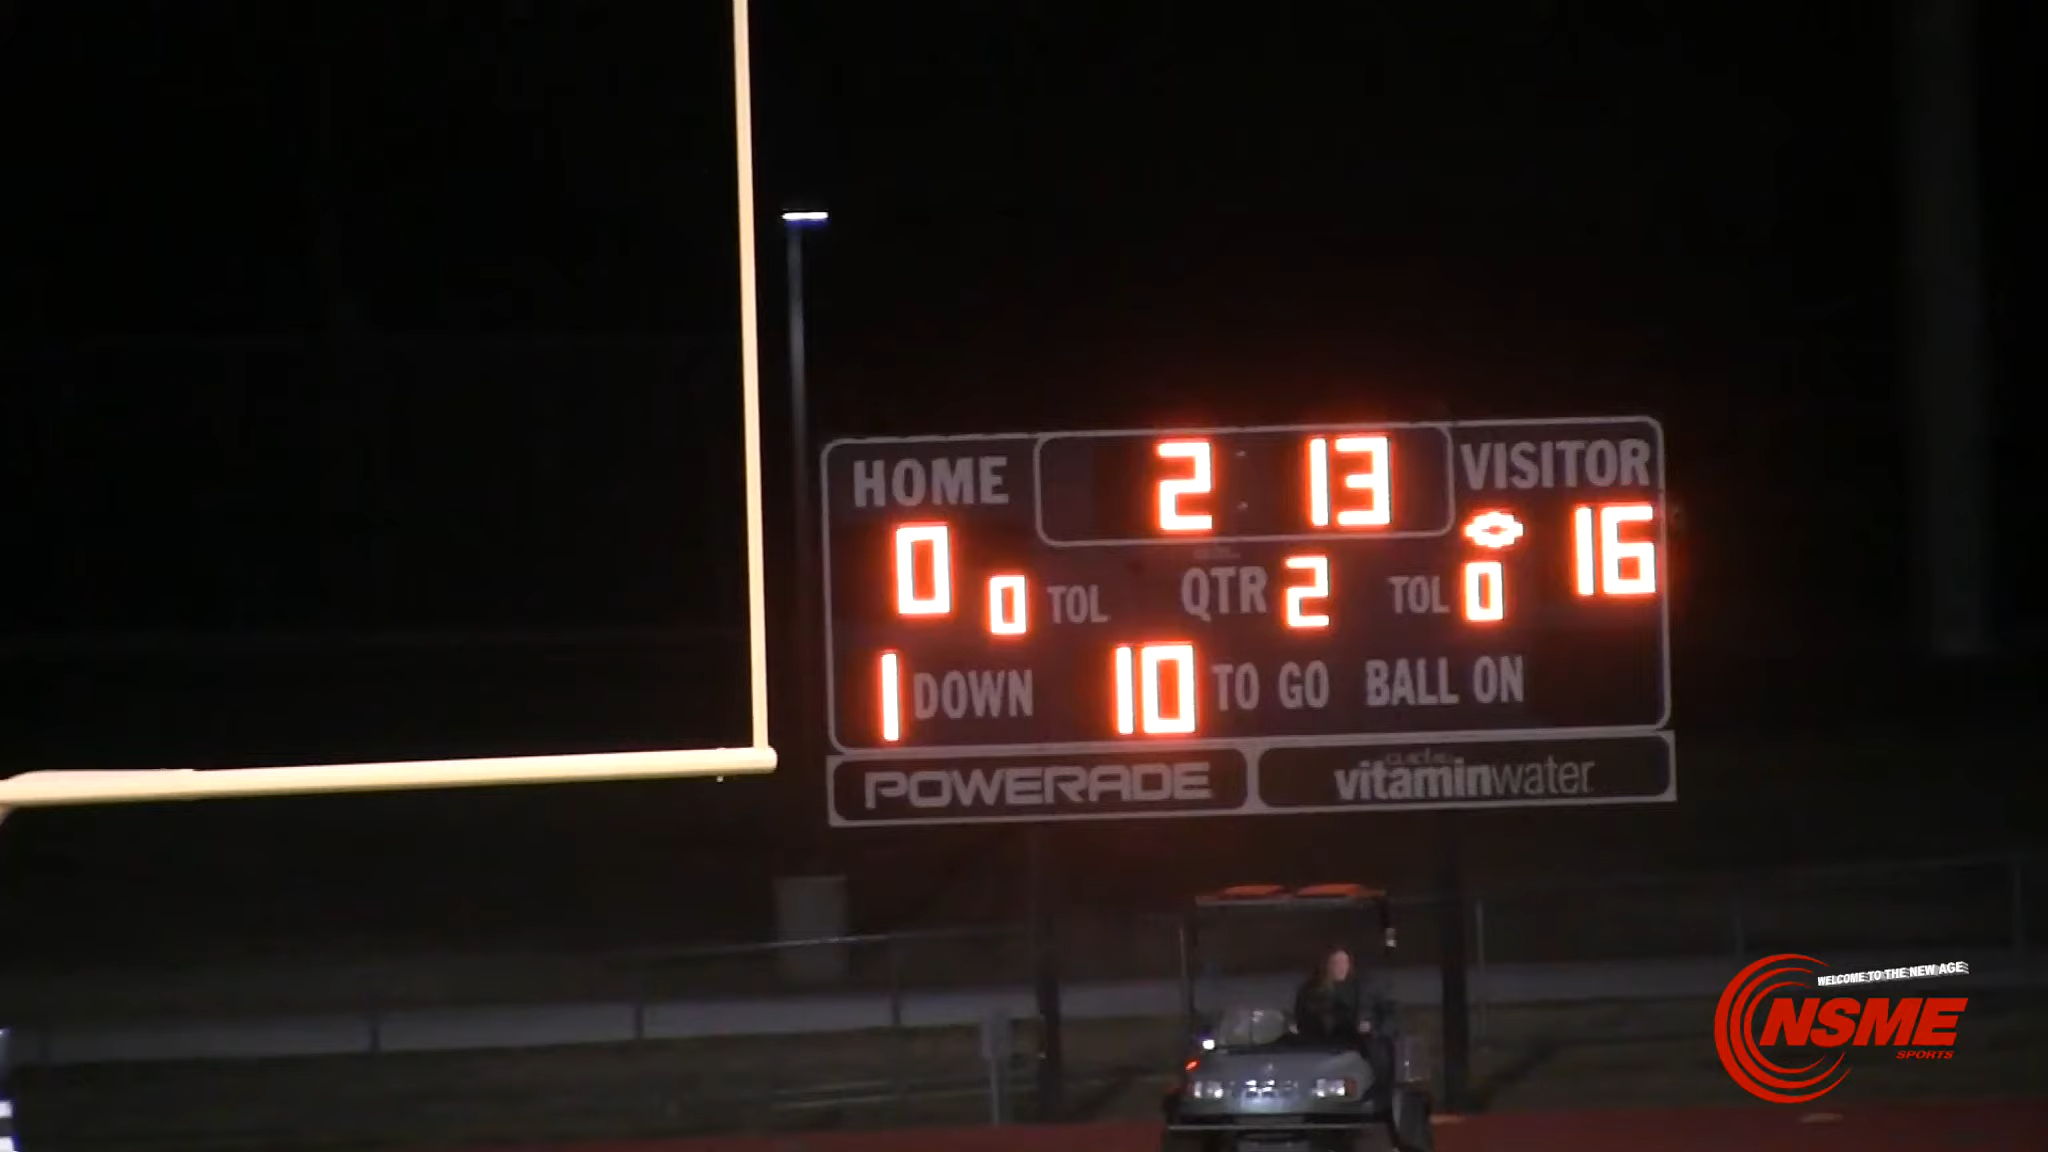 HOME 2:13 VISITOR
0 0 TOL QTR 2 TOL 0 16
1 DOWN 10 TO GO BALL ON
POWERADE vitaminwater
WELCOME TO THE NEW AGE
NSME
SPORTS